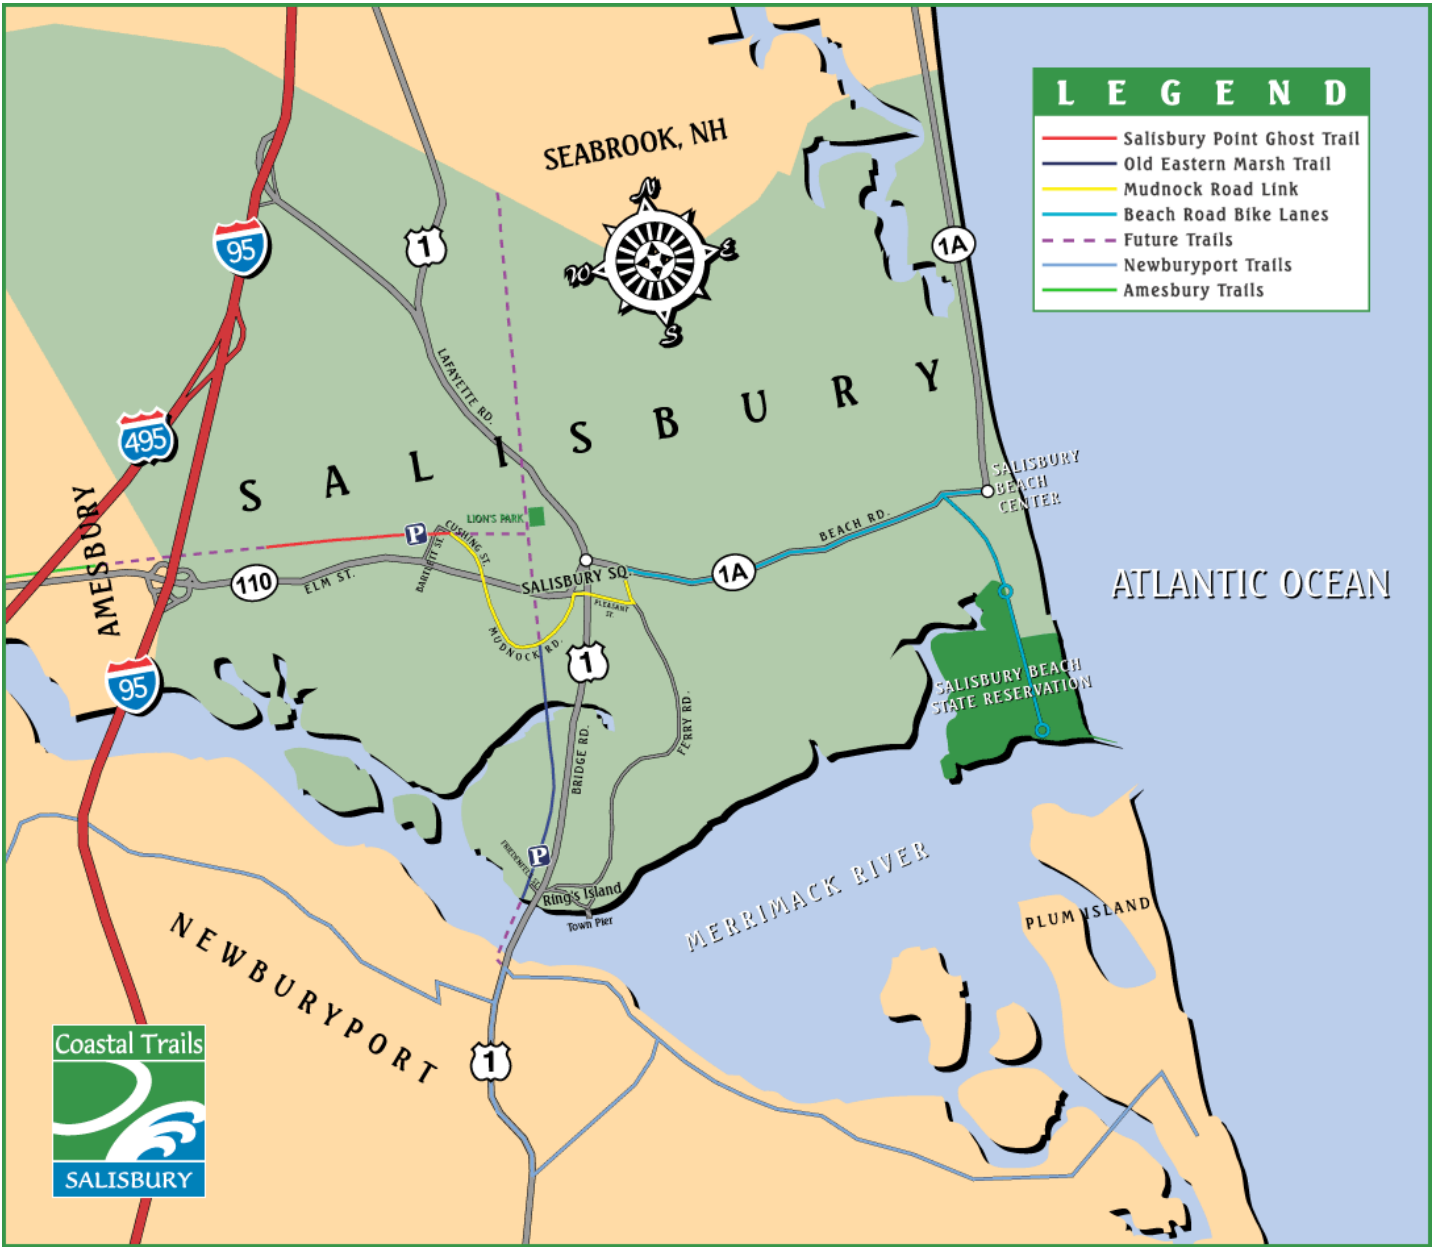 LEGEND
Salisbury Point Ghost Trail
Old Eastern Marsh Trail
Mudnock Road Link
Beach Road Bike Lanes
Future Trails
Newburyport Trails
Amesbury Trails
SEABROOK, NH
N
W
E
S
95
1
1A
495
LAFAYETTE RD.
SALISBURY
AMESBURY
SALISBURY
BEACH
CENTER
LION'S PARK
P
CUSHING ST.
BARTLETT ST.
BEACH RD.
110
ELM ST.
SALISBURY SQ.
1A
PLEASANT
ST.
MUDNOCK RD.
1
ATLANTIC OCEAN
95
SALISBURY BEACH
STATE RESERVATION
BRIDGE RD.
FERRY RD.
P
Ring's Island
Town Pier
MERRIMACK RIVER
PLUM ISLAND
NEWBURYPORT
1
Coastal Trails
SALISBURY